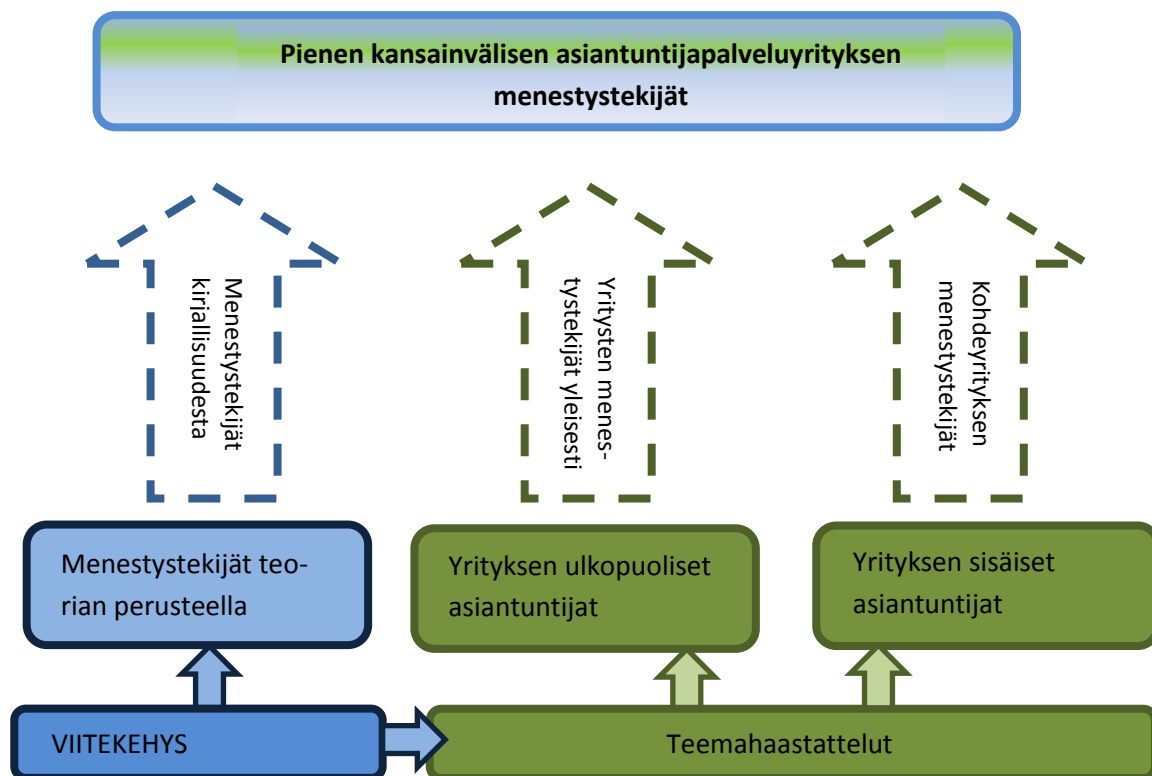 Pienen kansainvälisen asiantuntijapalveluyrityksen
menestystekijät
Menestystekijät
kirjallisuudesta
Yritysten menes-
tystekijät yleisesti
Kohdeyrityksen
menestystekijät
Menestystekijät teo-
rian perusteella
Yrityksen ulkopuoliset
asiantuntijat
Yrityksen sisäiset
asiantuntijat
VIITEKEHYS
Teemahaastattelut